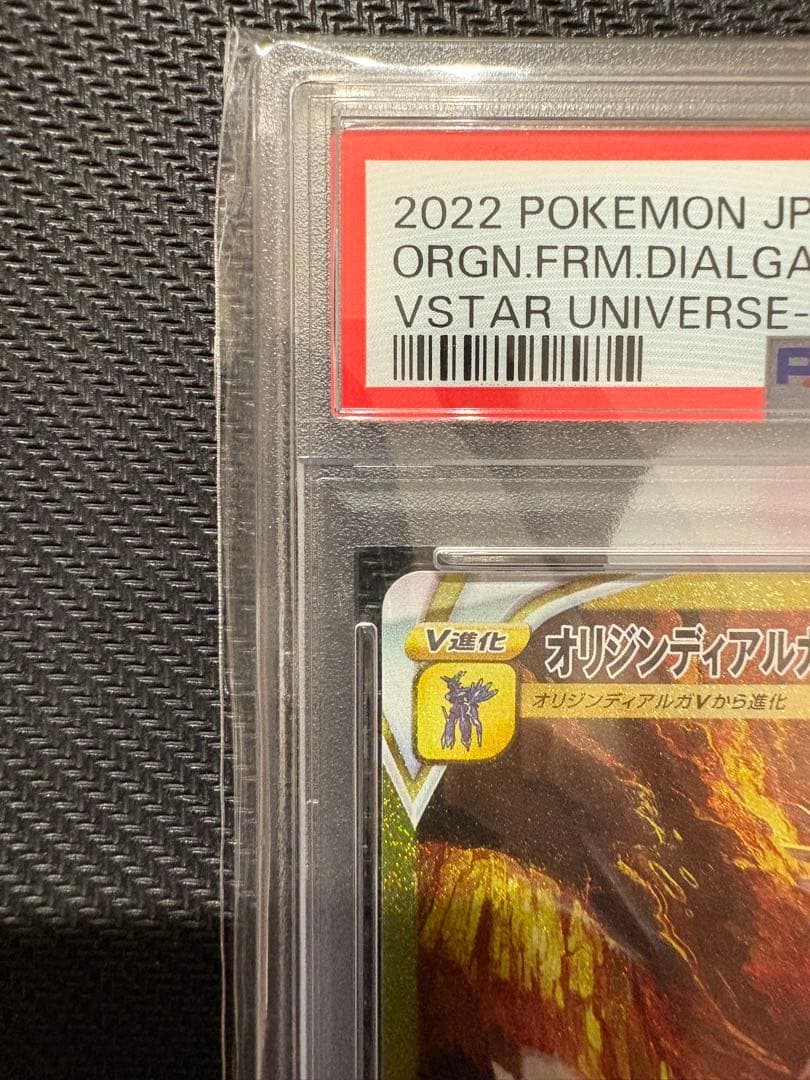 2022 POKEMON JP
ORGN.FRM.DIALGA
VSTAR UNIVERSE-
V進化
オリジンディアルガ
オリジンディアルガVから進化